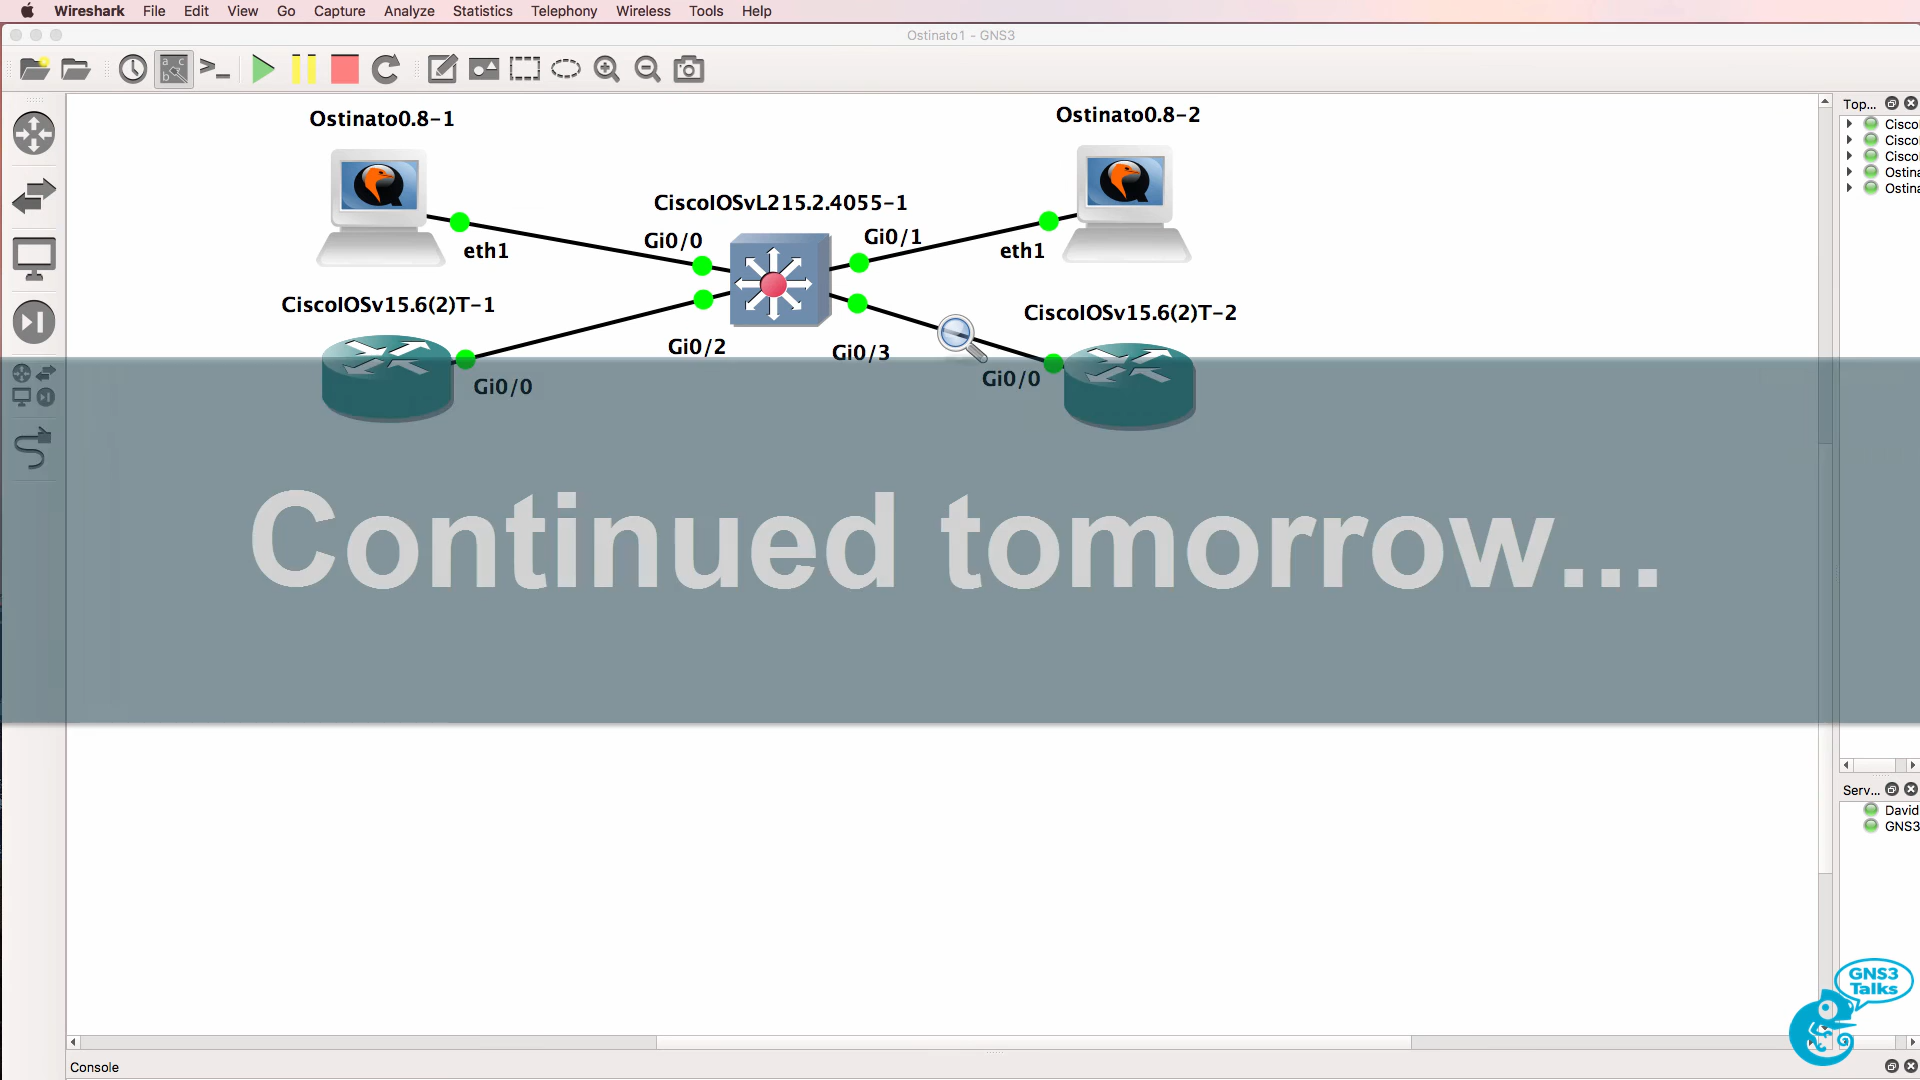 Wireshark File Edit View Go Capture Analyze Statistics Telephony Wireless Tools Help
Ostinato1 - GNS3
Ostinato0.8-1
Ostinato0.8-2
CiscoIOSvL215.2.4055-1
Gi0/0
Gi0/1
eth1
eth1
CiscoIOSv15.6(2)T-1
CiscoIOSv15.6(2)T-2
Gi0/2
Gi0/3
Gi0/0
Gi0/0
Continued tomorrow...
Top...
Cisco
Cisco
Cisco
Ostina
Ostina
Serv...
David
GNS3
GNS3
Talks
Console